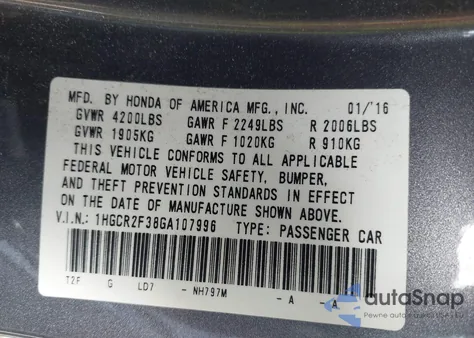 MFD. BY HONDA OF AMERICA MFG., INC. 01/'16
GVWR 4200LBS GAWR F 2249LBS R 2006LBS
GVWR 1905KG GAWR F 1020KG R 910KG
THIS VEHICLE CONFORMS TO ALL APPLICABLE
FEDERAL MOTOR VEHICLE SAFETY, BUMPER,
AND THEFT PREVENTION STANDARDS IN EFFECT
ON THE DATE OF MANUFACTURE SHOWN ABOVE.
V.I.N.: 1HGCR2F38GA107996 TYPE: PASSENGER CAR
T2F G LD7 - NH797M - A - A
autoSnap
Pewne auto z